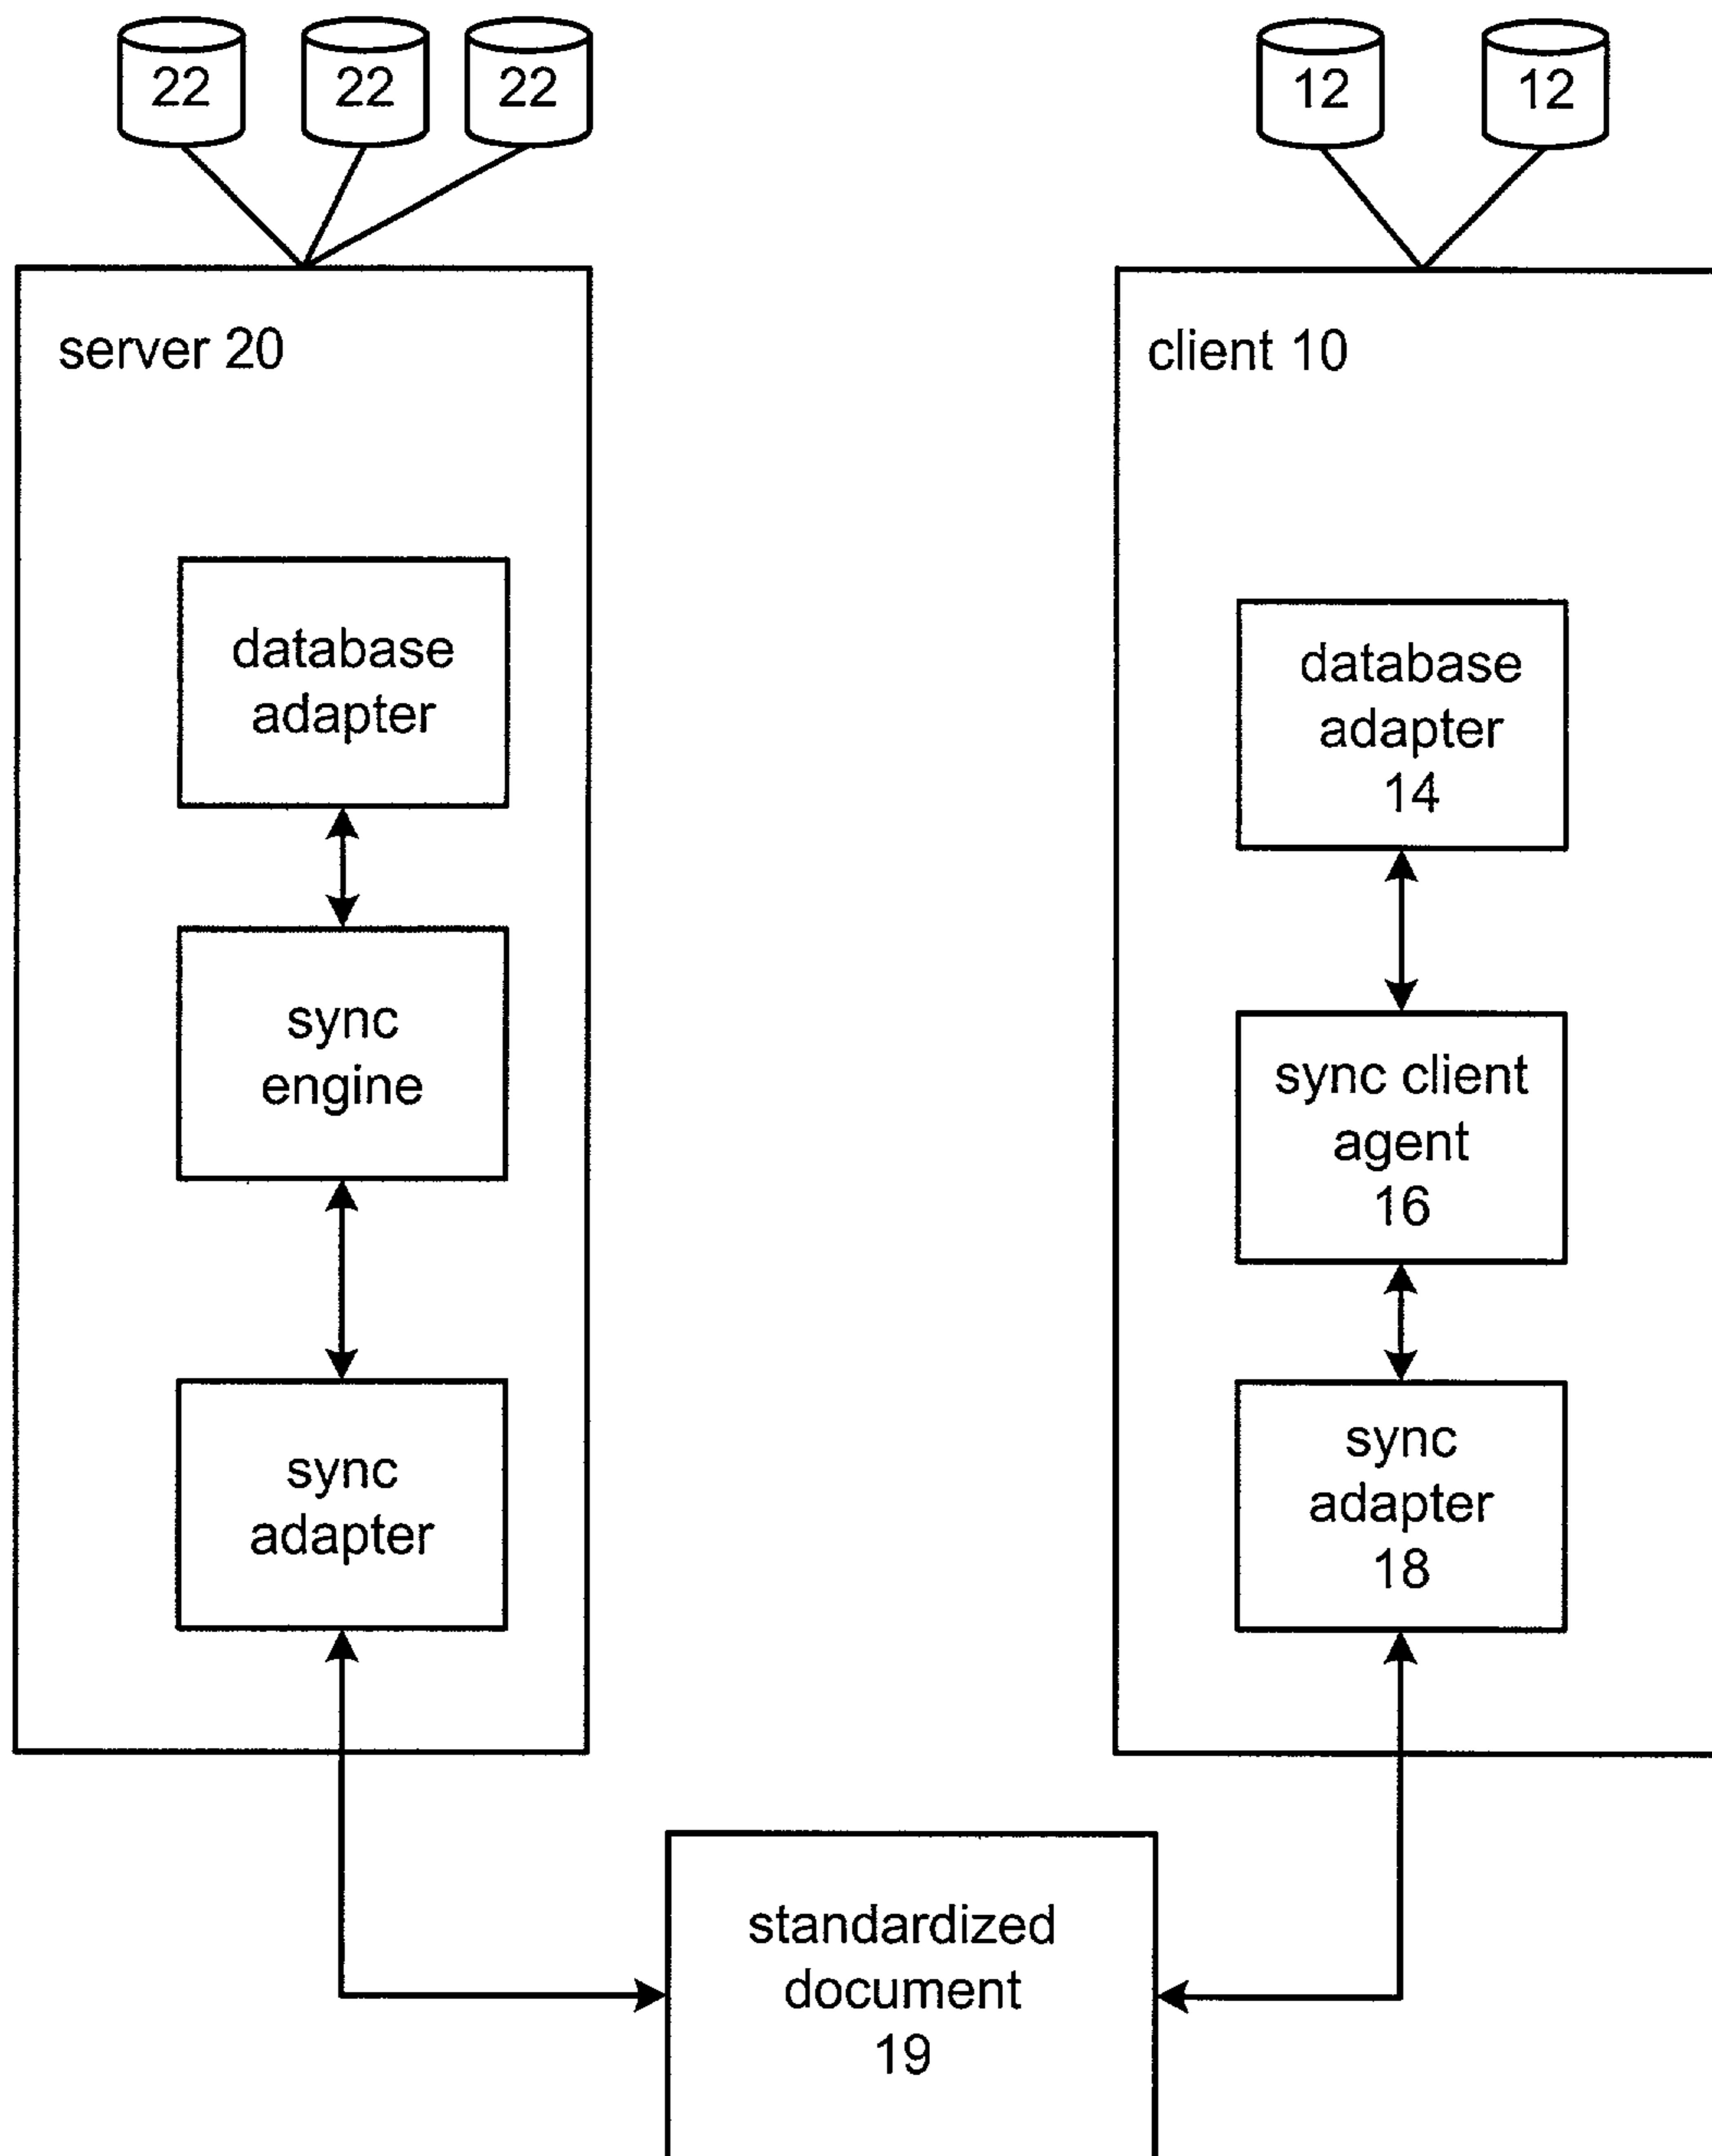 22
22
22
12
12
server 20
database
adapter
sync
engine
sync
adapter
client 10
database
adapter
14
sync client
agent
16
sync
adapter
18
standardized
document
19